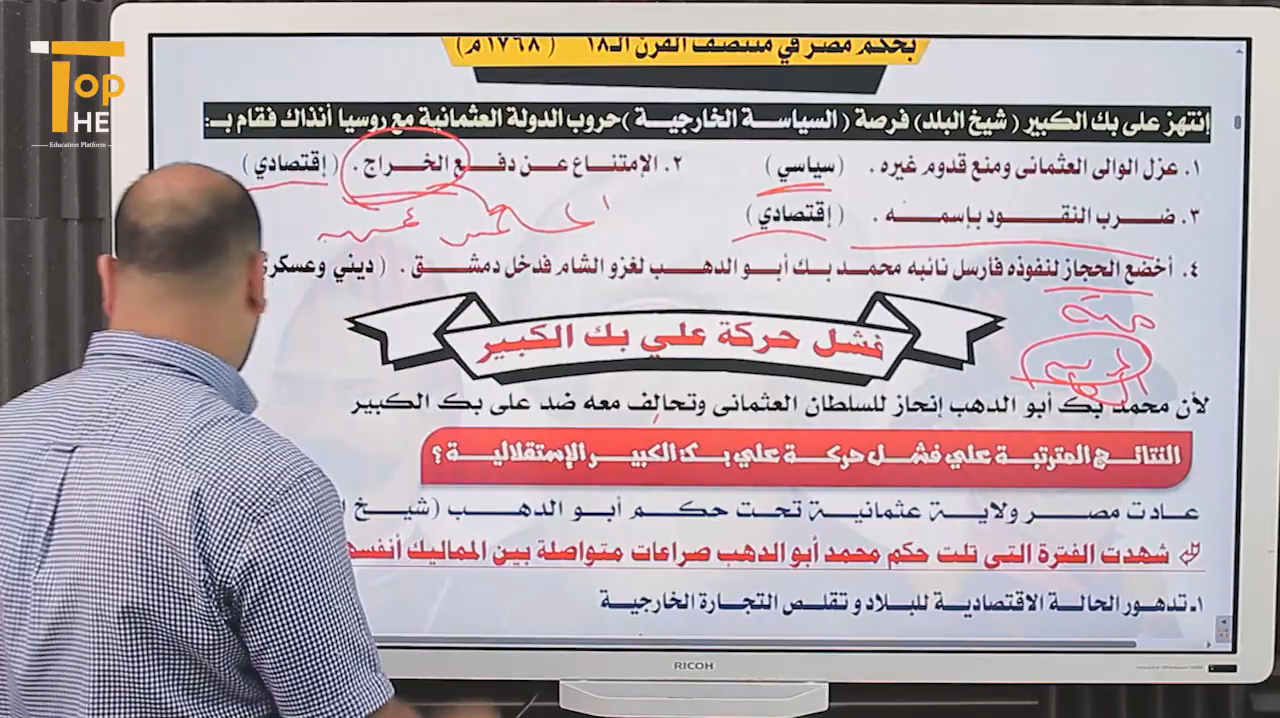 TOP
THE
Education Platform
بحكم مصر في منتصف القرن الـ١٨ ( ١٧٦٨ م )
إنتهز على بك الكبير ( شيخ البلد) فرصة ( السياسة الخارجية )حروب الدولة العثمانية مع روسيا أنذاك فقام بـ:
١. عزل الوالى العثمانى ومنع قدوم غيره . (سياسي ) ٢. الإمتناع عن دفع الخراج . ( إقتصادي )
٣. ضرب النقود بإسمه . ( إقتصادي )
٤. أخضع الحجاز لنفوذه فأرسل نائبه محمد بك أبو الدهب لغزو الشام فدخل دمشق . ( ديني وعسكري
فشل حركة علي بك الكبير
لأن محمد بك أبو الدهب إنحاز للسلطان العثمانى وتحالف معه ضد على بك الكبير
النتائج المترتبة علي فشل حركة علي بك الكبير الإستقلالية ؟
عادت مصر ولاية عثمانية تحت حكم أبو الدهب (شيخ
شهدت الفترة التى تلت حكم محمد أبو الدهب صراعات متواصلة بين المماليك أنفسه
١. تدهور الحالة الاقتصادية للبلاد و تقلص التجارة الخارجية
RICOH